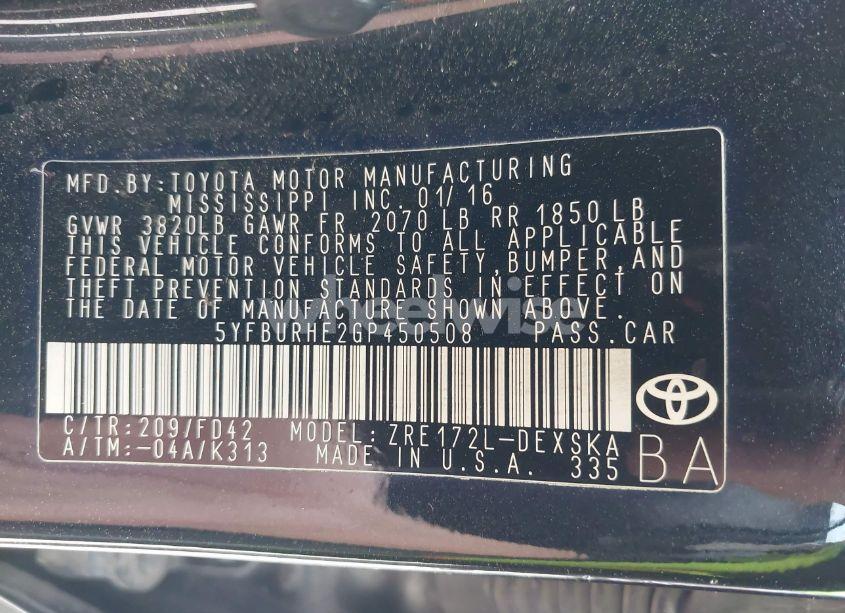 MFD.BY:TOYOTA MOTOR MANUFACTURING
MISSISSIPPI INC. 01/16
GVWR 3820LB GAWR FR 2070 LB RR 1850 LB
THIS VEHICLE CONFORMS TO ALL APPLICABLE
FEDERAL MOTOR VEHICLE SAFETY,BUMPER,AND
THEFT PREVENTION STANDARDS IN EFFECT ON
THE DATE OF MANUFACTURE SHOWN ABOVE.
wheelwise
5YFBURHE2GP450508 PASS.CAR
C/TR:209/FD42 MODEL:ZRE172L-DEXSKA
A/TM:-04A/K313 MADE IN U.S.A. 335
BA